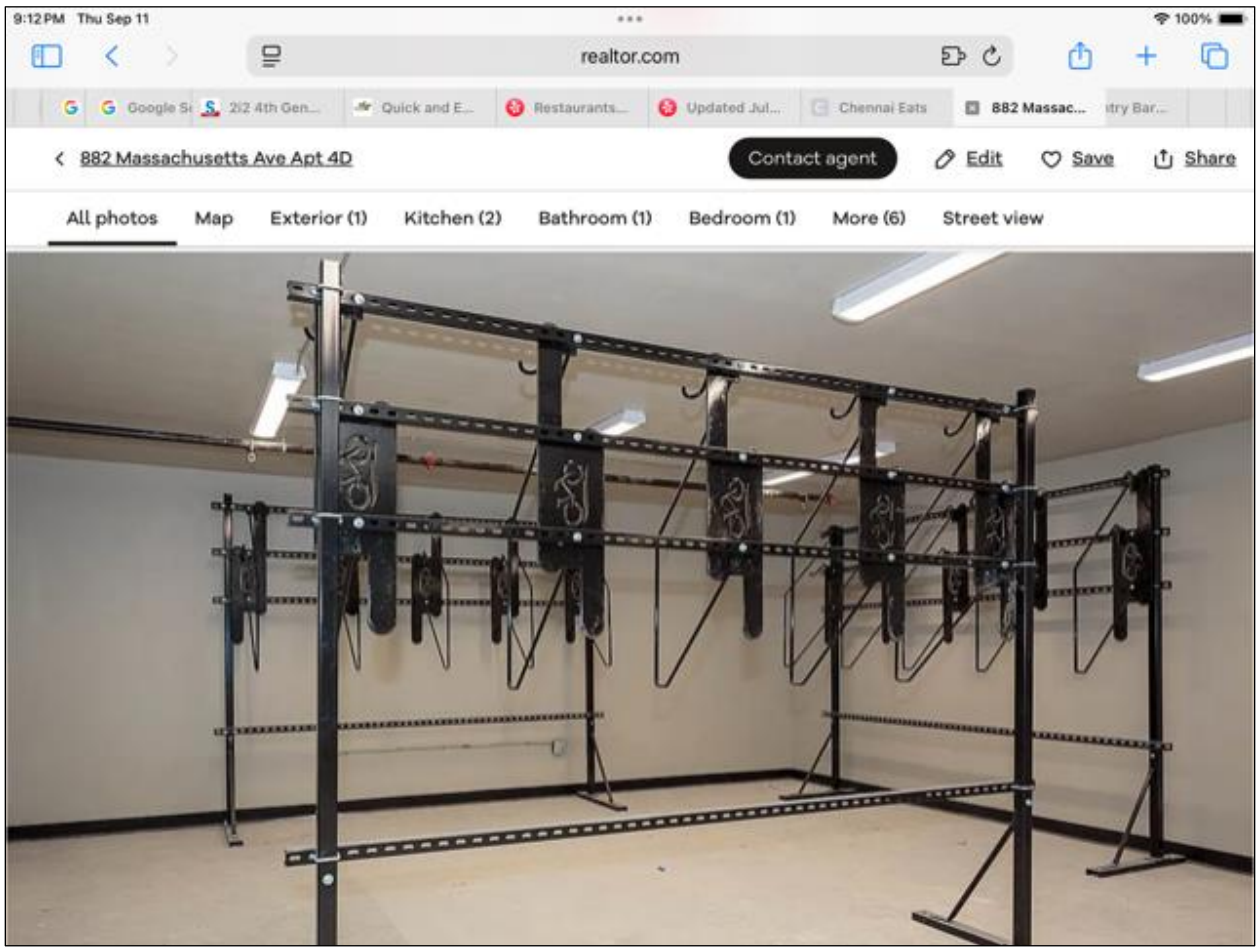 9:12 PM Thu Sep 11 100%
realtor.com
Google S 2i2 4th Gen... Quick and E... Restaurants... Updated Jul... Chennai Eats 882 Massac... ntry Bar...
882 Massachusetts Ave Apt 4D Contact agent Edit Save Share
All photos Map Exterior (1) Kitchen (2) Bathroom (1) Bedroom (1) More (6) Street view